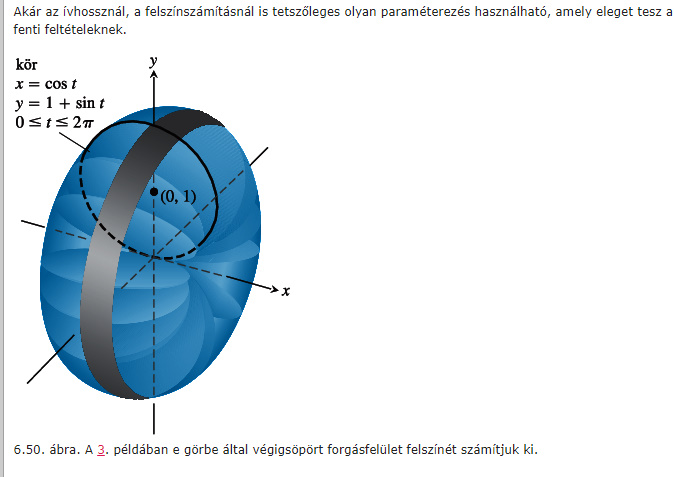 Akár az ívhossznál, a felszínszámításnál is tetszőleges olyan paraméterezés használható, amely eleget tesz a
fenti feltételeknek.
kör
x = cos t
y = 1 + sin t
0 ≤ t ≤ 2π
y
(0, 1)
x
6.50. ábra. A 3. példában e görbe által végigsöpört forgásfelület felszínét számítjuk ki.